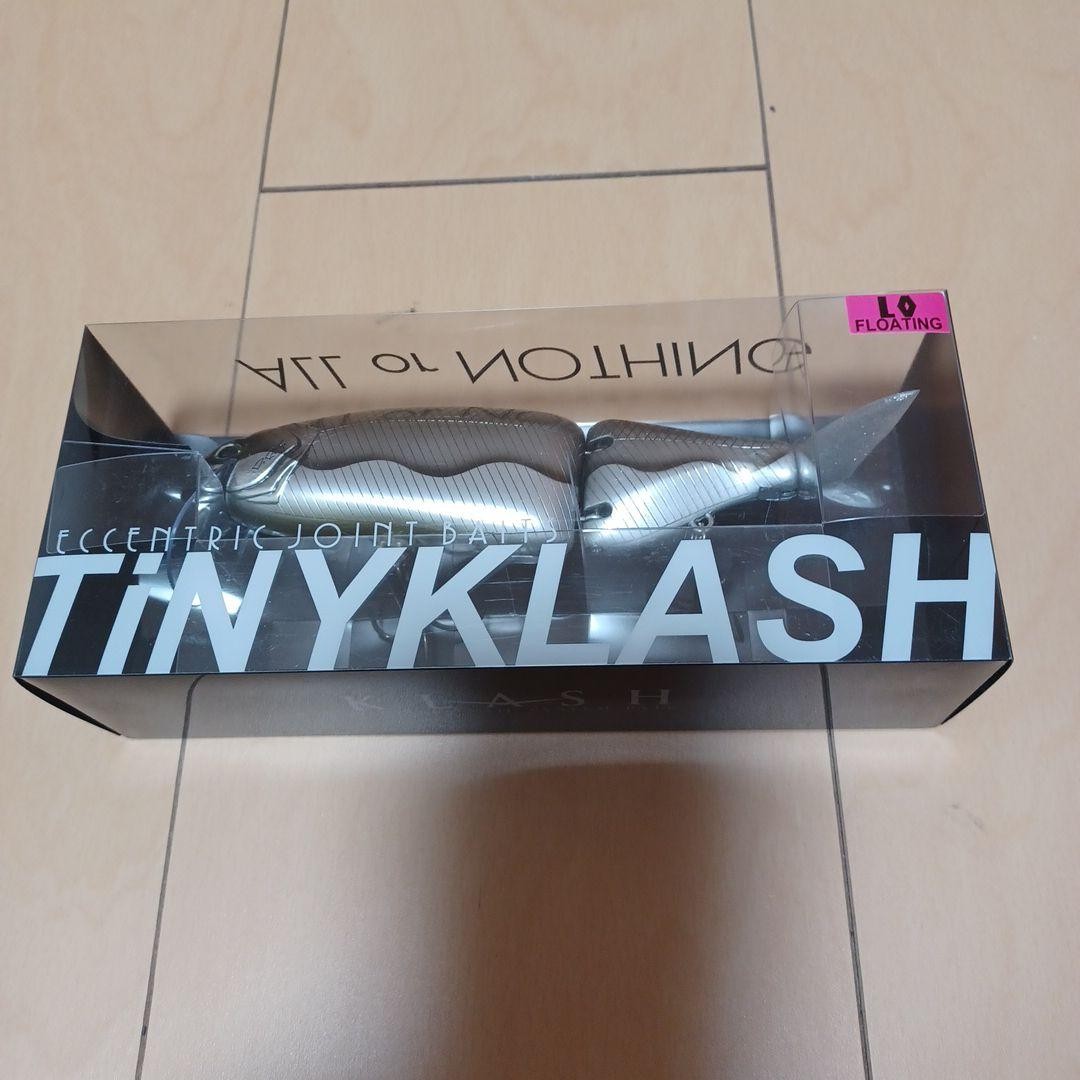 LO
FLOATING
ALL or NOTHING
ECCENTRIC JOINT BAITS
TiNYKLASH
KLASH